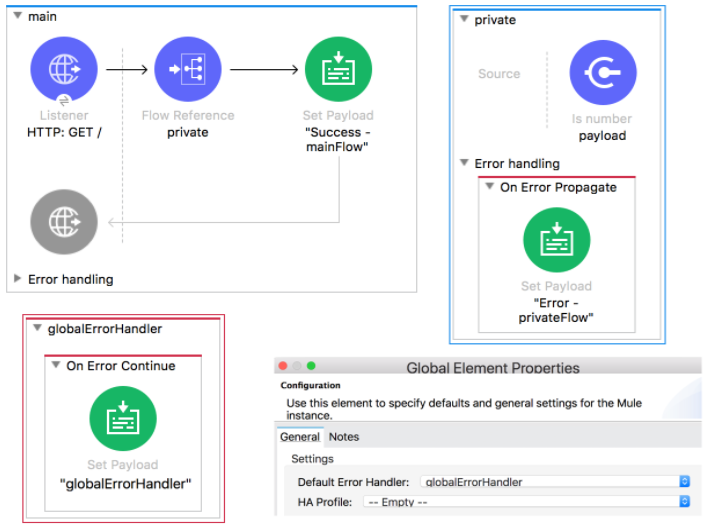 main
Listener
HTTP: GET /
Flow Reference
private
Set Payload
"Success -
mainFlow"
Error handling
private
Source
Is number
payload
Error handling
On Error Propagate
Set Payload
"Error -
privateFlow"
globalErrorHandler
On Error Continue
Set Payload
"globalErrorHandler"
Global Element Properties
Configuration
Use this element to specify defaults and general settings for the Mule
instance.
General Notes
Settings
Default Error Handler: globalErrorHandler
HA Profile: -- Empty --